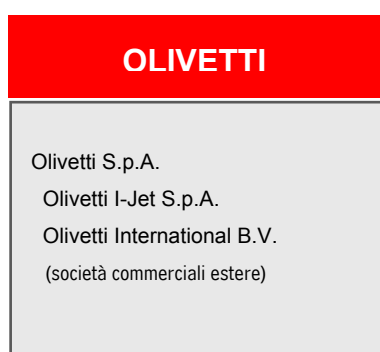 OLIVETTI
Olivetti S.p.A.
Olivetti I-Jet S.p.A.
Olivetti International B.V.
(società commerciali estere)